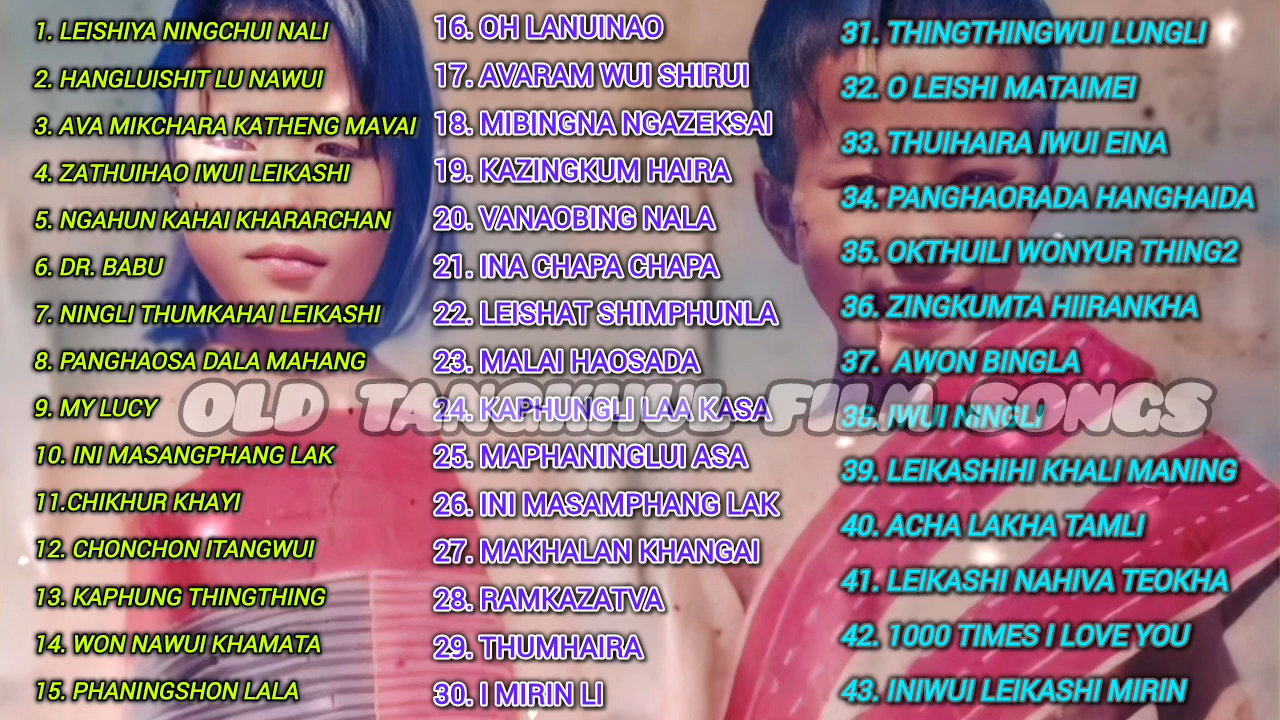 1. LEISHIYA NINGCHUI NALI
2. HANGLUISHIT LU NAWUI
3. AVA MIKCHARA KATHENG MAVAI
4. ZATHUIHAO IWUI LEIKASHI
5. NGAHUN KAHAI KHARARCHAN
6. DR. BABU
7. NINGLI THUMKAHAI LEIKASHI
8. PANGHAOSA DALA MAHANG
9. MY LUCY
10. INI MASANGPHANG LAK
11.CHIKHUR KHAYI
12. CHONCHON ITANGWUI
13. KAPHUNG THINGTHING
14. WON NAWUI KHAMATA
15. PHANINGSHON LALA
16. OH LANUINAO
17. AVARAM WUI SHIRUI
18. MIBINGNA NGAZEKSAI
19. KAZINGKUM HAIRA
20. VANAOBING NALA
21. INA CHAPA CHAPA
22. LEISHAT SHIMPHUNLA
23. MALAI HAOSADA
24. KAPHUNGLI LAA KASA
25. MAPHANINGLUI ASA
26. INI MASAMPHANG LAK
27. MAKHALAN KHANGAI
28. RAMKAZATVA
29. THUMHAIRA
30. I MIRIN LI
31. THINGTHINGWUI LUNGLI
32. O LEISHI MATAIMEI
33. THUIHAIRA IWUI EINA
34. PANGHAORADA HANGHAIDA
35. OKTHUILI WONYUR THING2
36. ZINGKUMTA HIIRANKHA
37. AWON BINGLA
38. IWUI NINGLI
39. LEIKASHIHI KHALI MANING
40. ACHA LAKHA TAMLI
41. LEIKASHI NAHIVA TEOKHA
42. 1000 TIMES I LOVE YOU
43. INIWUI LEIKASHI MIRIN
OLD TANGKHUL FILM SONGS